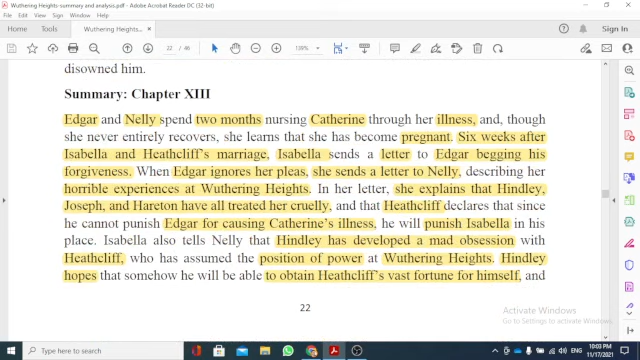 Wuthering Heights-summary and analysis.pdf - Adobe Acrobat Reader DC (32-bit)
File Edit View Sign Window Help
Home Tools Wuthering Heights-... × Sign In
22 / 46 139%
disowned him.
Summary: Chapter XIII
Edgar and Nelly spend two months nursing Catherine through her illness, and, though
she never entirely recovers, she learns that she has become pregnant. Six weeks after
Isabella and Heathcliff's marriage, Isabella sends a letter to Edgar begging his
forgiveness. When Edgar ignores her pleas, she sends a letter to Nelly, describing her
horrible experiences at Wuthering Heights. In her letter, she explains that Hindley,
Joseph, and Hareton have all treated her cruelly, and that Heathcliff declares that since
he cannot punish Edgar for causing Catherine's illness, he will punish Isabella in his
place. Isabella also tells Nelly that Hindley has developed a mad obsession with
Heathcliff, who has assumed the position of power at Wuthering Heights. Hindley
hopes that somehow he will be able to obtain Heathcliff's vast fortune for himself, and
22
Activate Windows
Go to Settings to activate Windows.
ENG
10:03 PM
11/17/2021